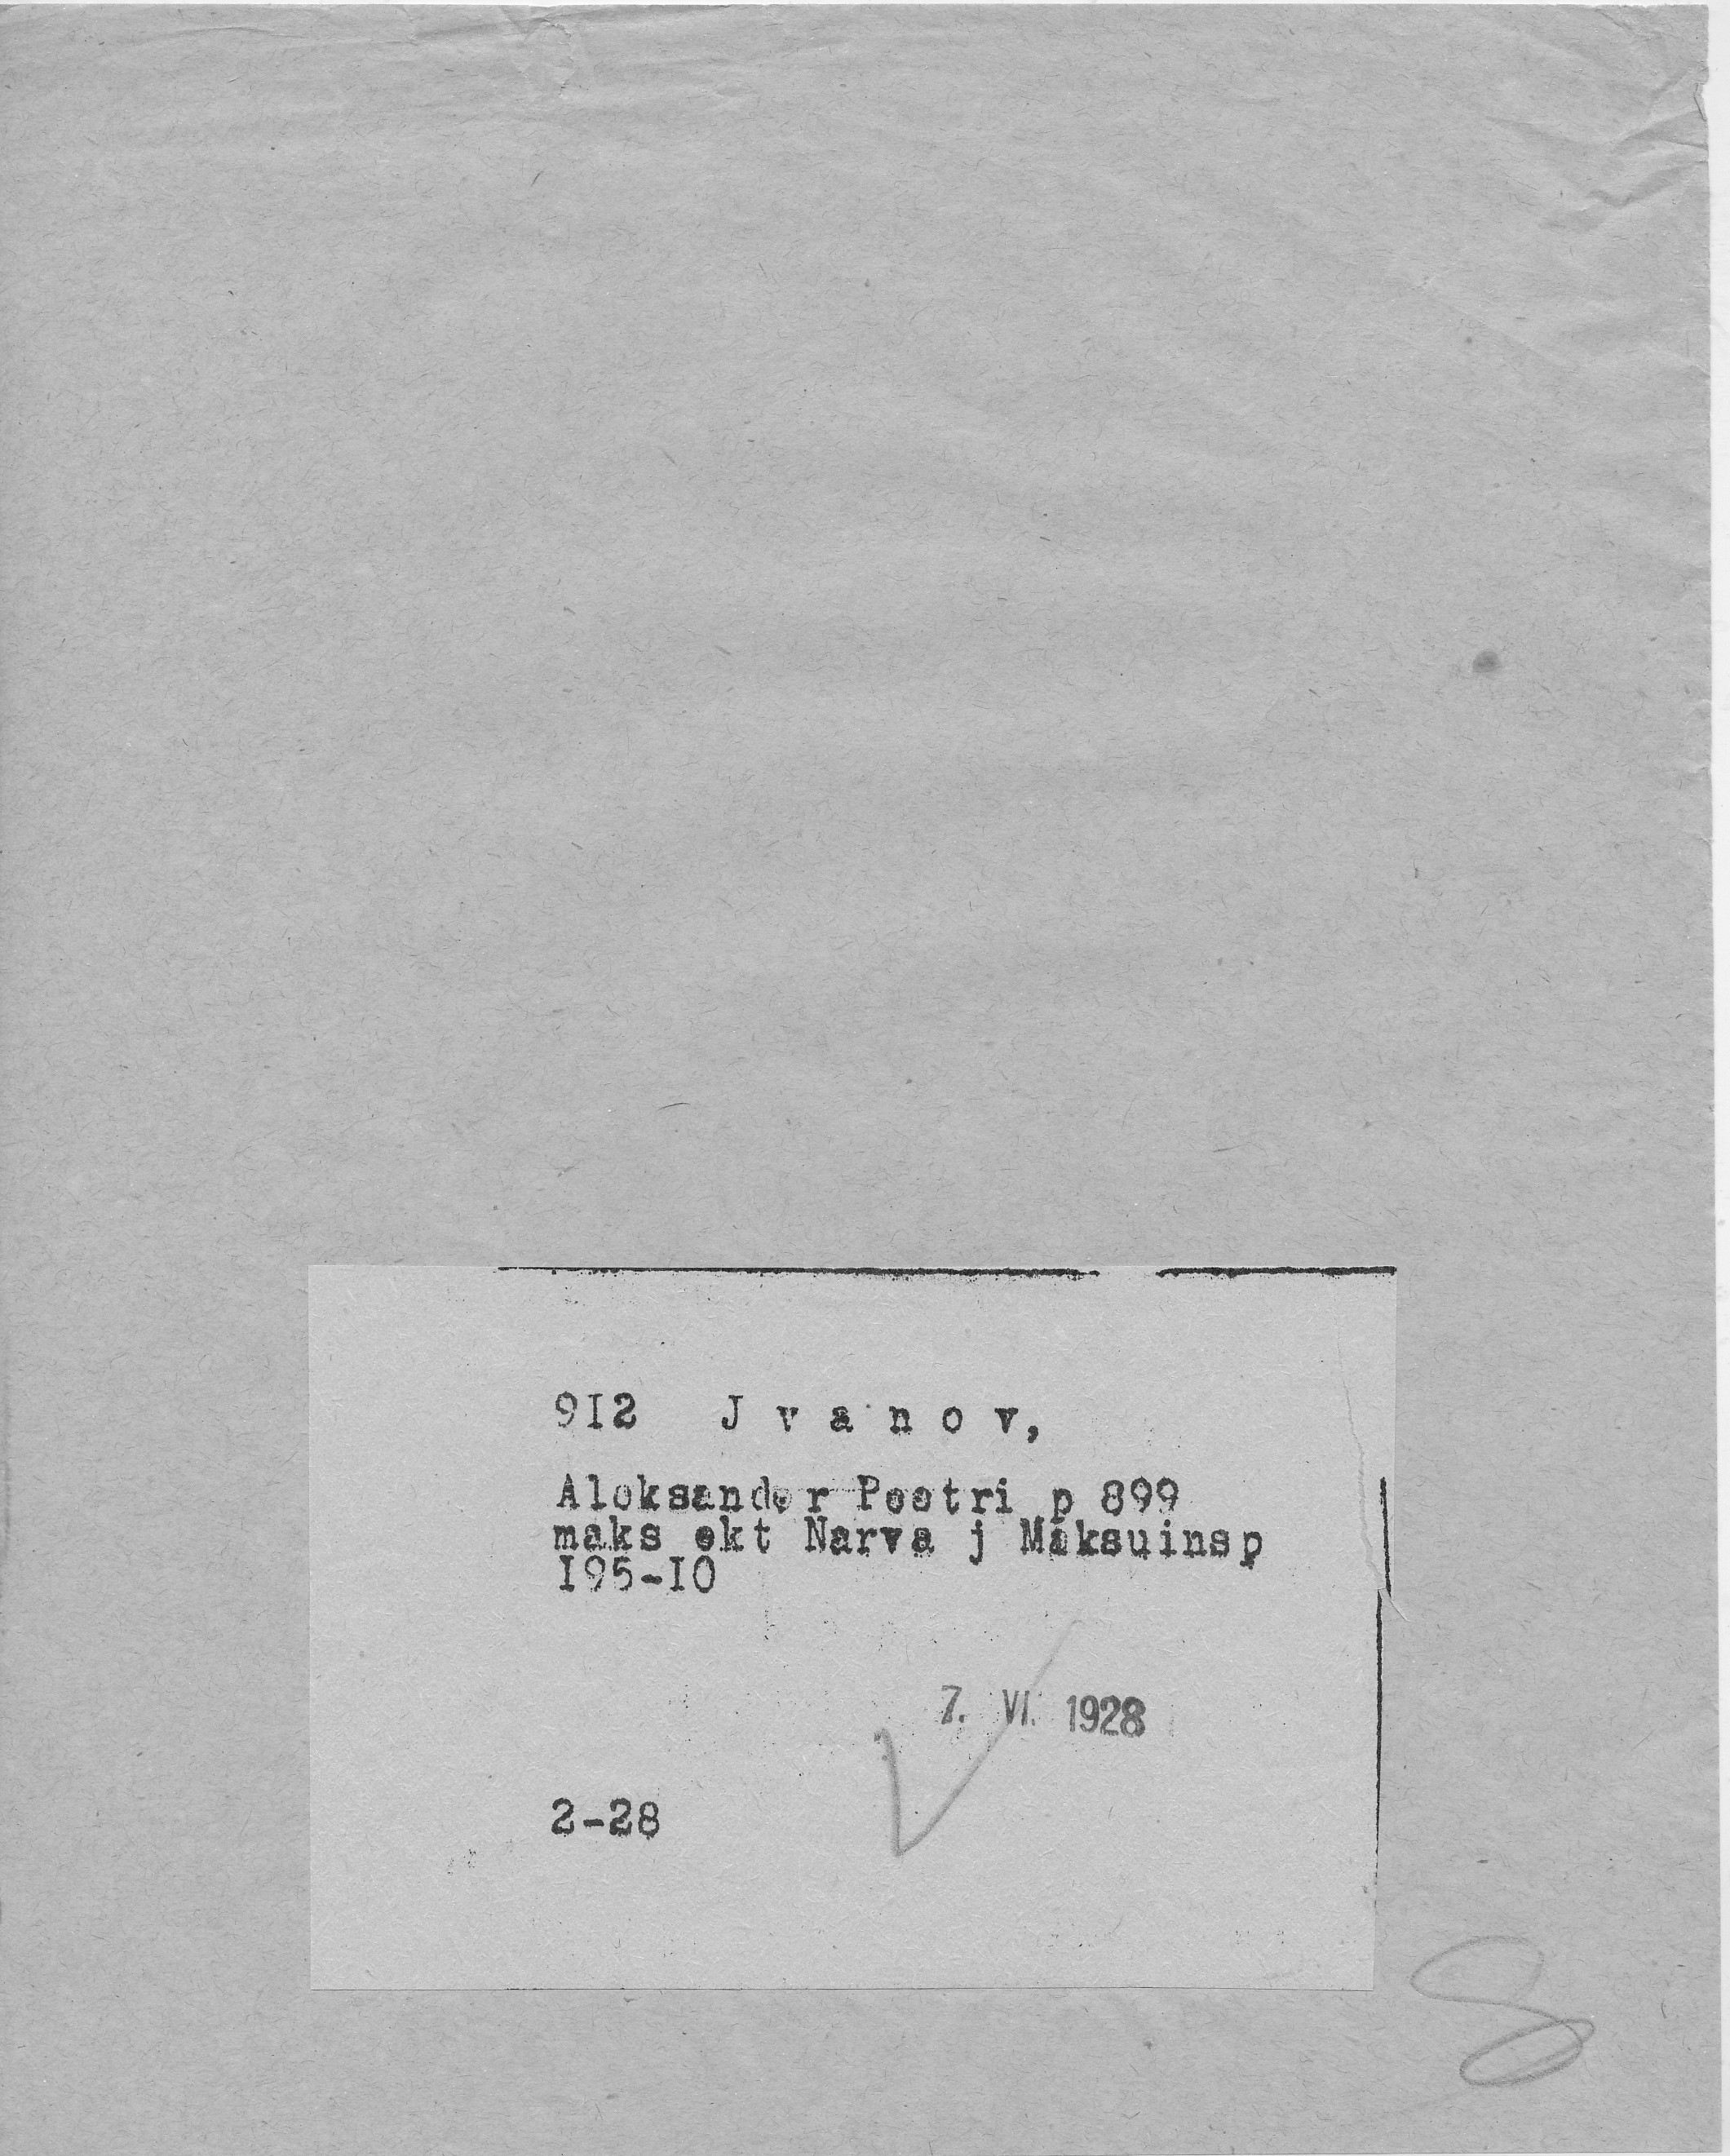 912 J v a n o v,
Aleksander Peetri p 899
maks ekt Narva j Maksuinsp
195-10
7. VI. 1928
2-28
8